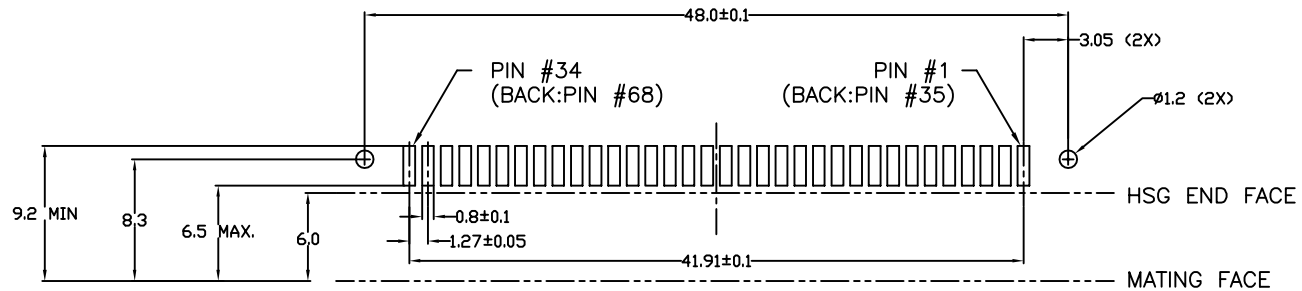 48.0±0.1
3.05 (2X)
PIN #34
(BACK:PIN #68)
PIN #1
(BACK:PIN #35)
ø1.2 (2X)
HSG END FACE
9.2 MIN
8.3
6.5 MAX.
6.0
0.8±0.1
1.27±0.05
41.91±0.1
MATING FACE